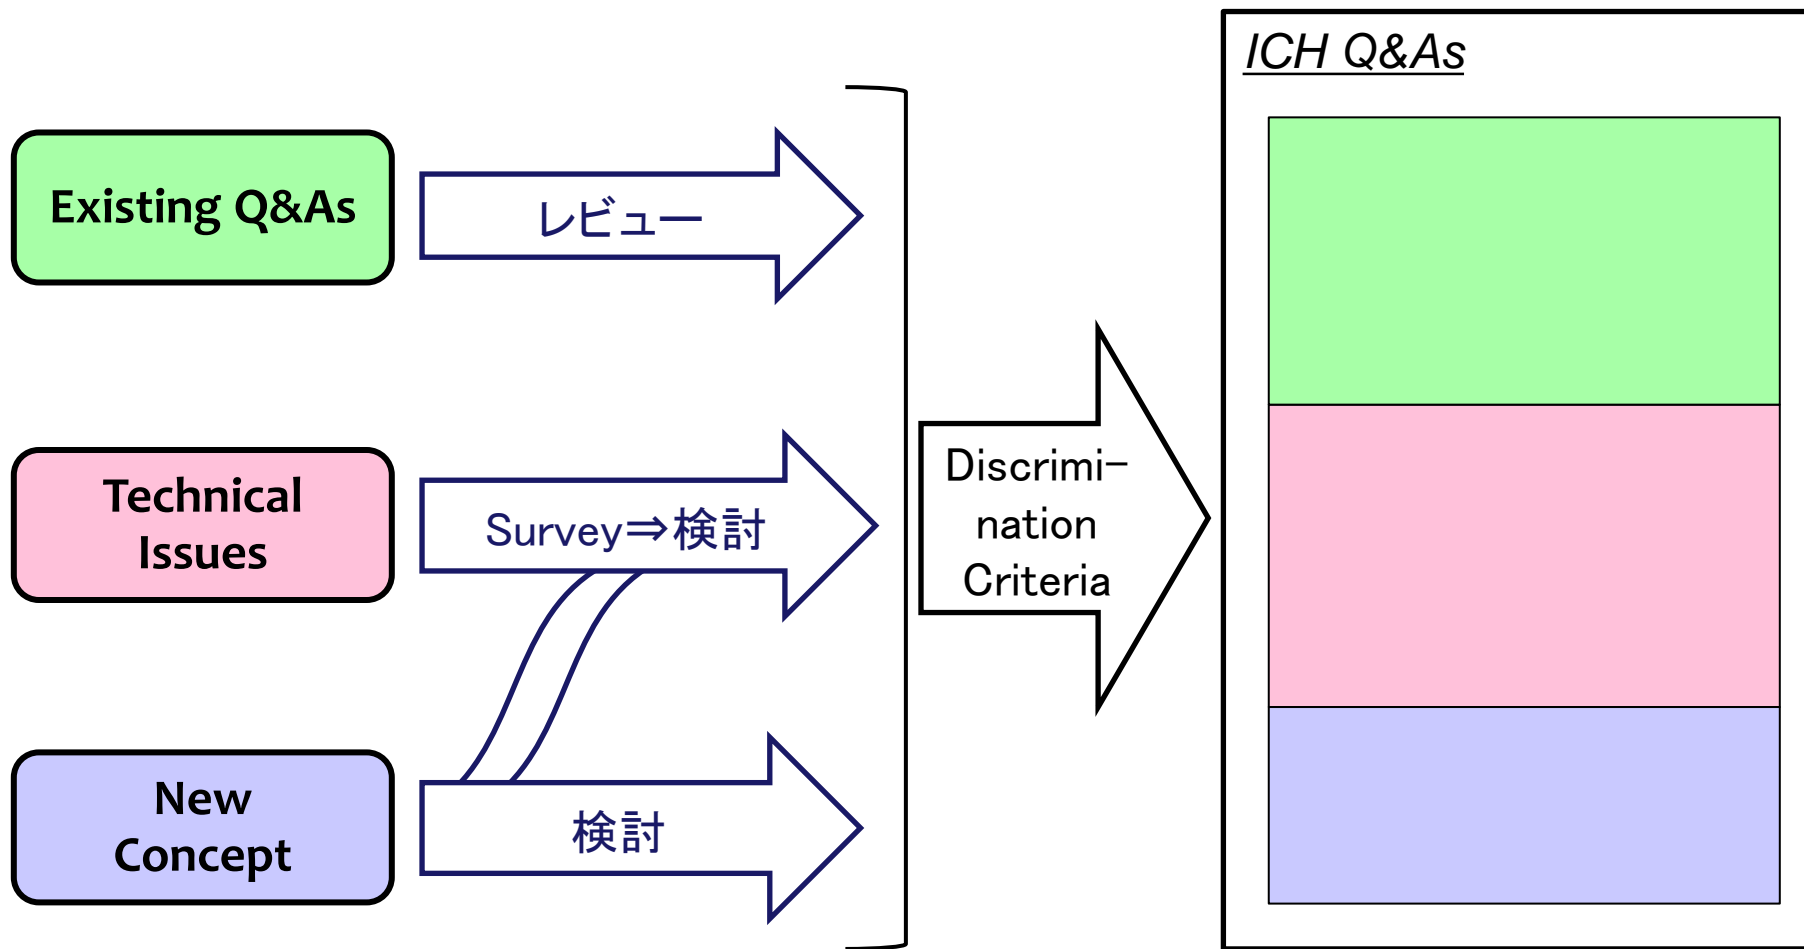 ICH Q&As
Existing Q&As
レビュー
Technical
Issues
Survey⇒検討
Discrimi-
nation
Criteria
New
Concept
検討